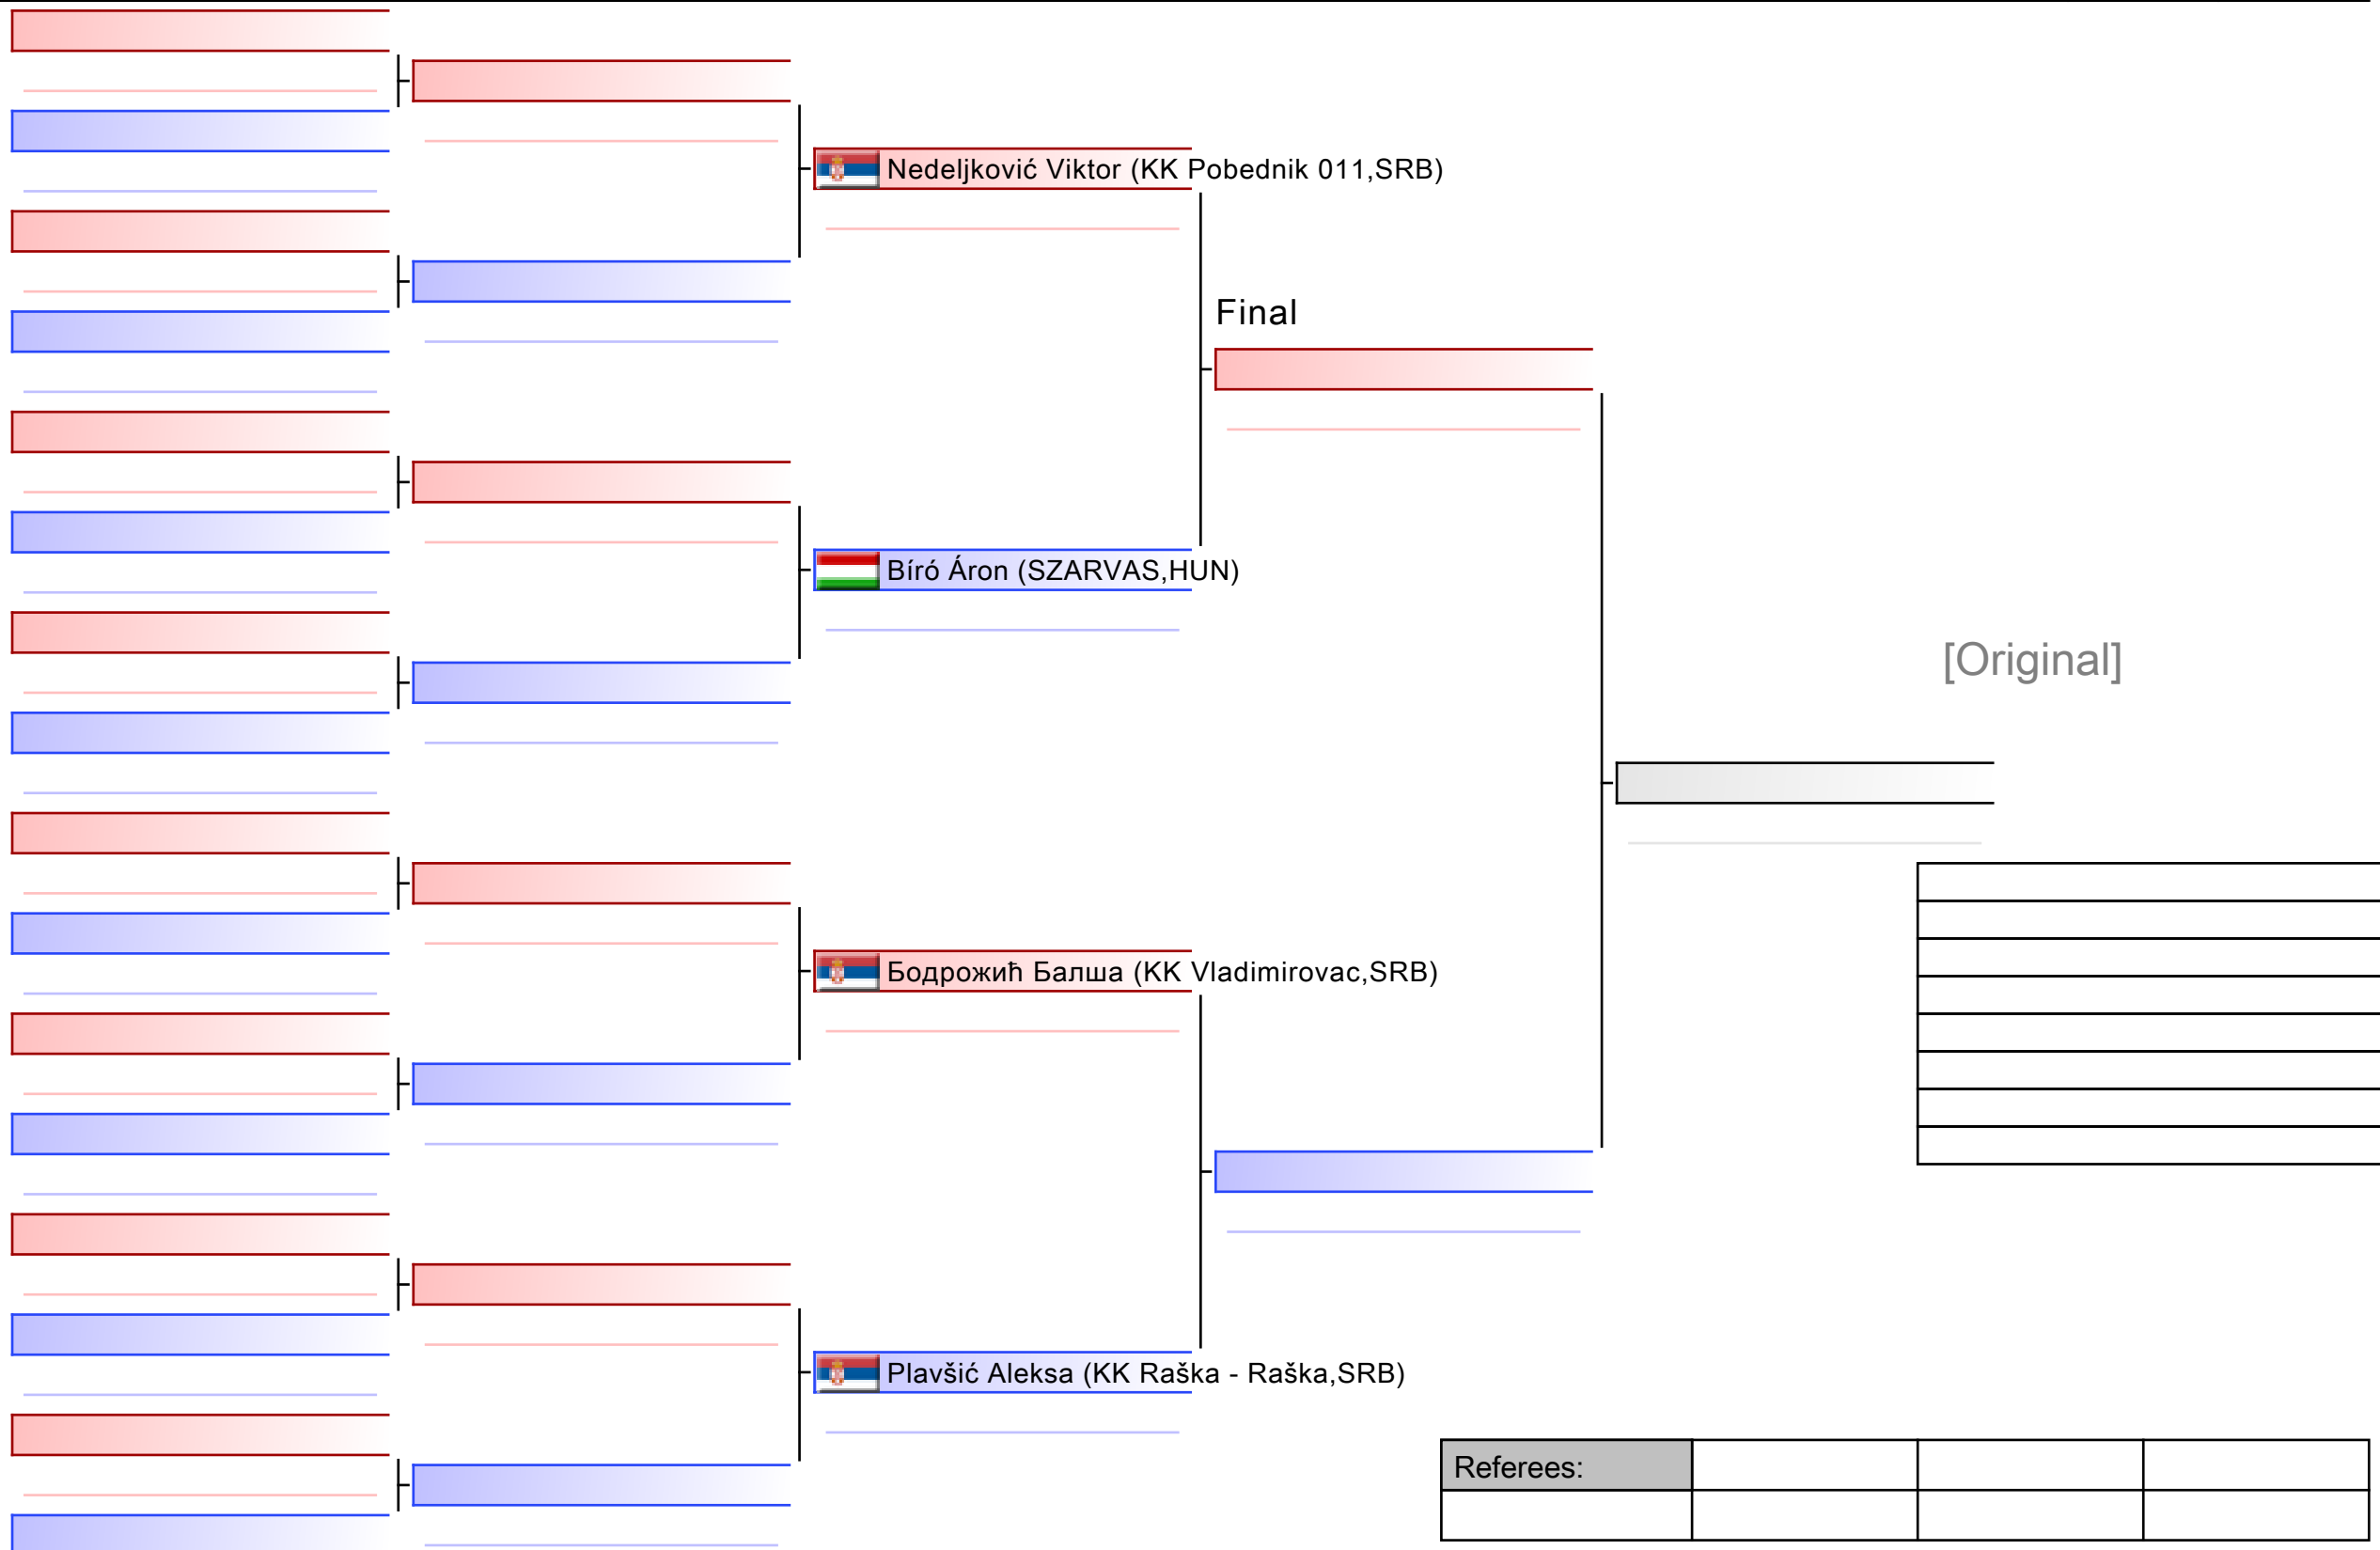 Nedeljković Viktor (KK Pobednik 011,SRB)
Final
Bíró Áron (SZARVAS,HUN)
[Original]
Бодрожић Балша (KK Vladimirovac,SRB)
Plavšić Aleksa (KK Raška - Raška,SRB)
Referees: